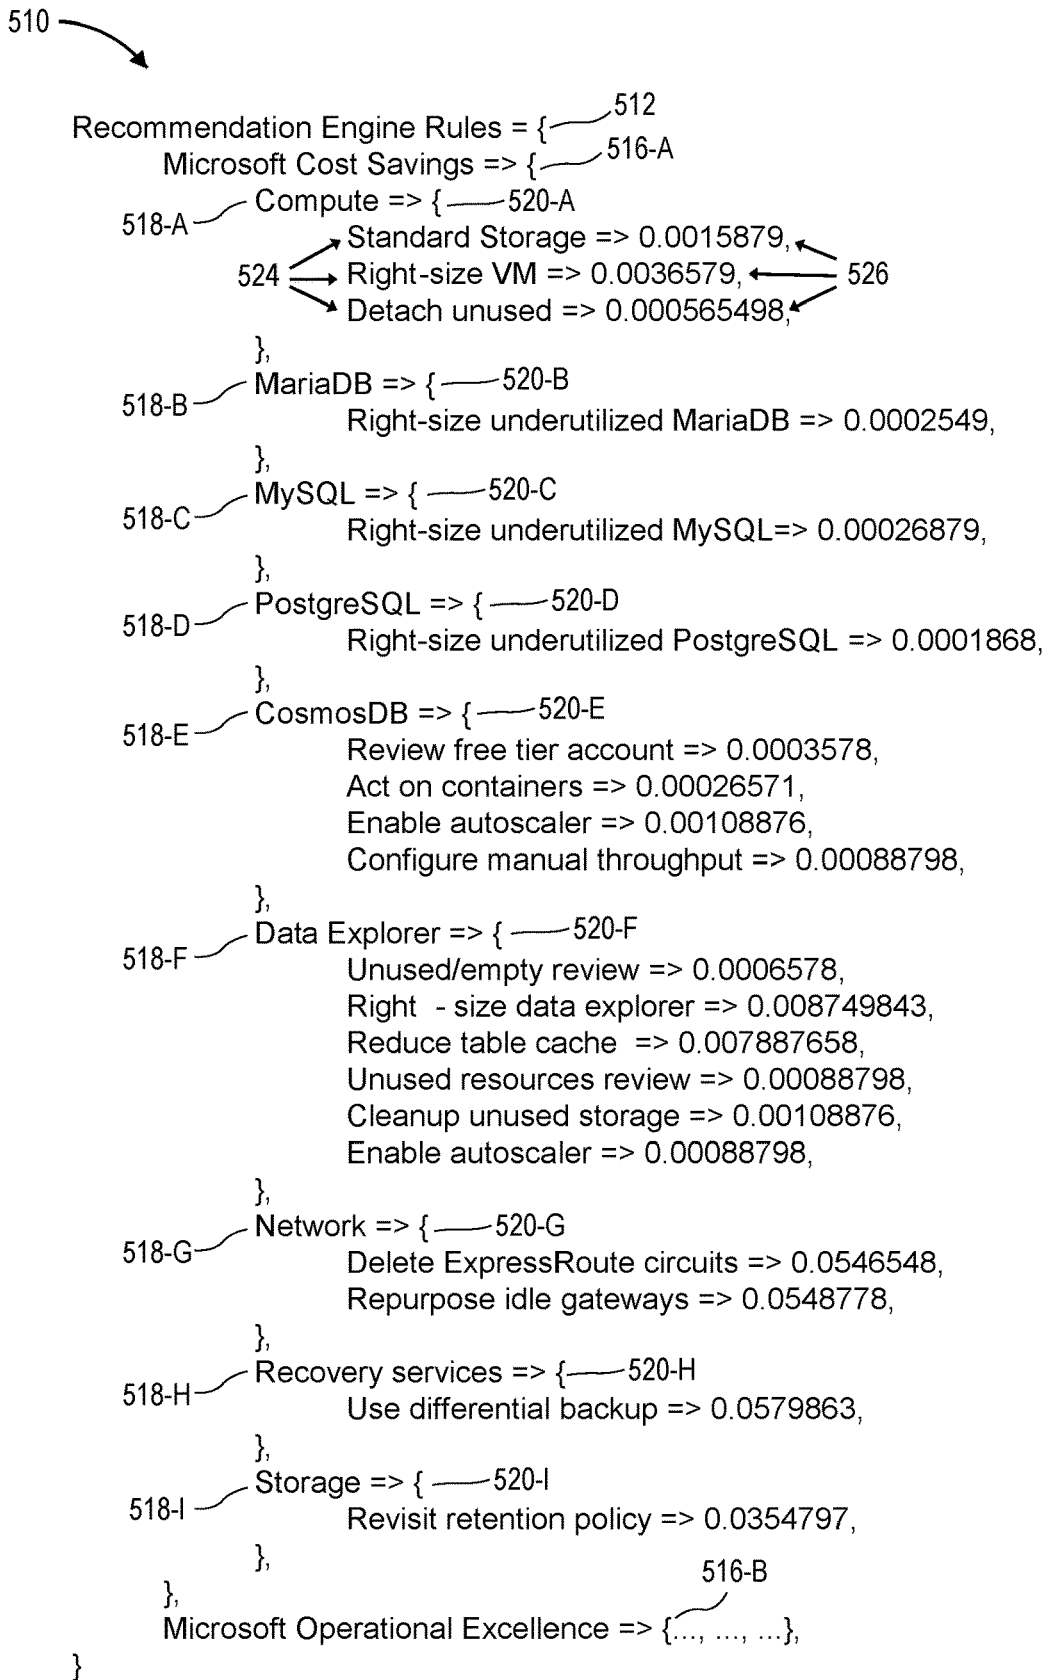 510
Recommendation Engine Rules = { 512
Microsoft Cost Savings => { 516-A
518-A Compute => { 520-A
Standard Storage => 0.0015879,
524 Right-size VM => 0.0036579, 526
Detach unused => 0.000565498,
},
518-B MariaDB => { 520-B
Right-size underutilized MariaDB => 0.0002549,
},
518-C MySQL => { 520-C
Right-size underutilized MySQL=> 0.00026879,
},
518-D PostgreSQL => { 520-D
Right-size underutilized PostgreSQL => 0.0001868,
},
518-E CosmosDB => { 520-E
Review free tier account => 0.0003578,
Act on containers => 0.00026571,
Enable autoscaler => 0.00108876,
Configure manual throughput => 0.00088798,
},
518-F Data Explorer => { 520-F
Unused/empty review => 0.0006578,
Right - size data explorer => 0.008749843,
Reduce table cache => 0.007887658,
Unused resources review => 0.00088798,
Cleanup unused storage => 0.00108876,
Enable autoscaler => 0.00088798,
},
518-G Network => { 520-G
Delete ExpressRoute circuits => 0.0546548,
Repurpose idle gateways => 0.0548778,
},
518-H Recovery services => { 520-H
Use differential backup => 0.0579863,
},
518-I Storage => { 520-I
Revisit retention policy => 0.0354797,
},
},
516-B
Microsoft Operational Excellence => {..., ..., ...},
}